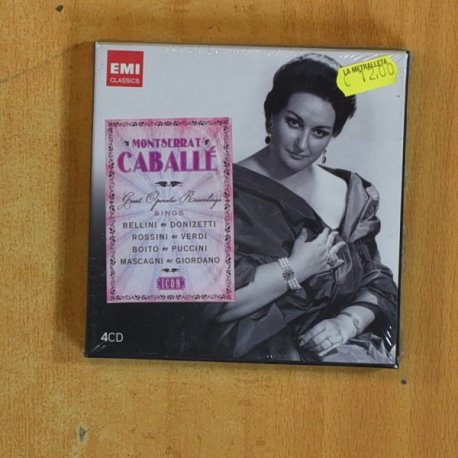 EMI
CLASSICS
LA METRALLETA
€ 12.00
MONTSERRAT
CABALLÉ
Great Operatic Recordings
SINGS
BELLINI DONIZETTI
ROSSINI VERDI
BOITO PUCCINI
MASCAGNI GIORDANO
ICON
4CD